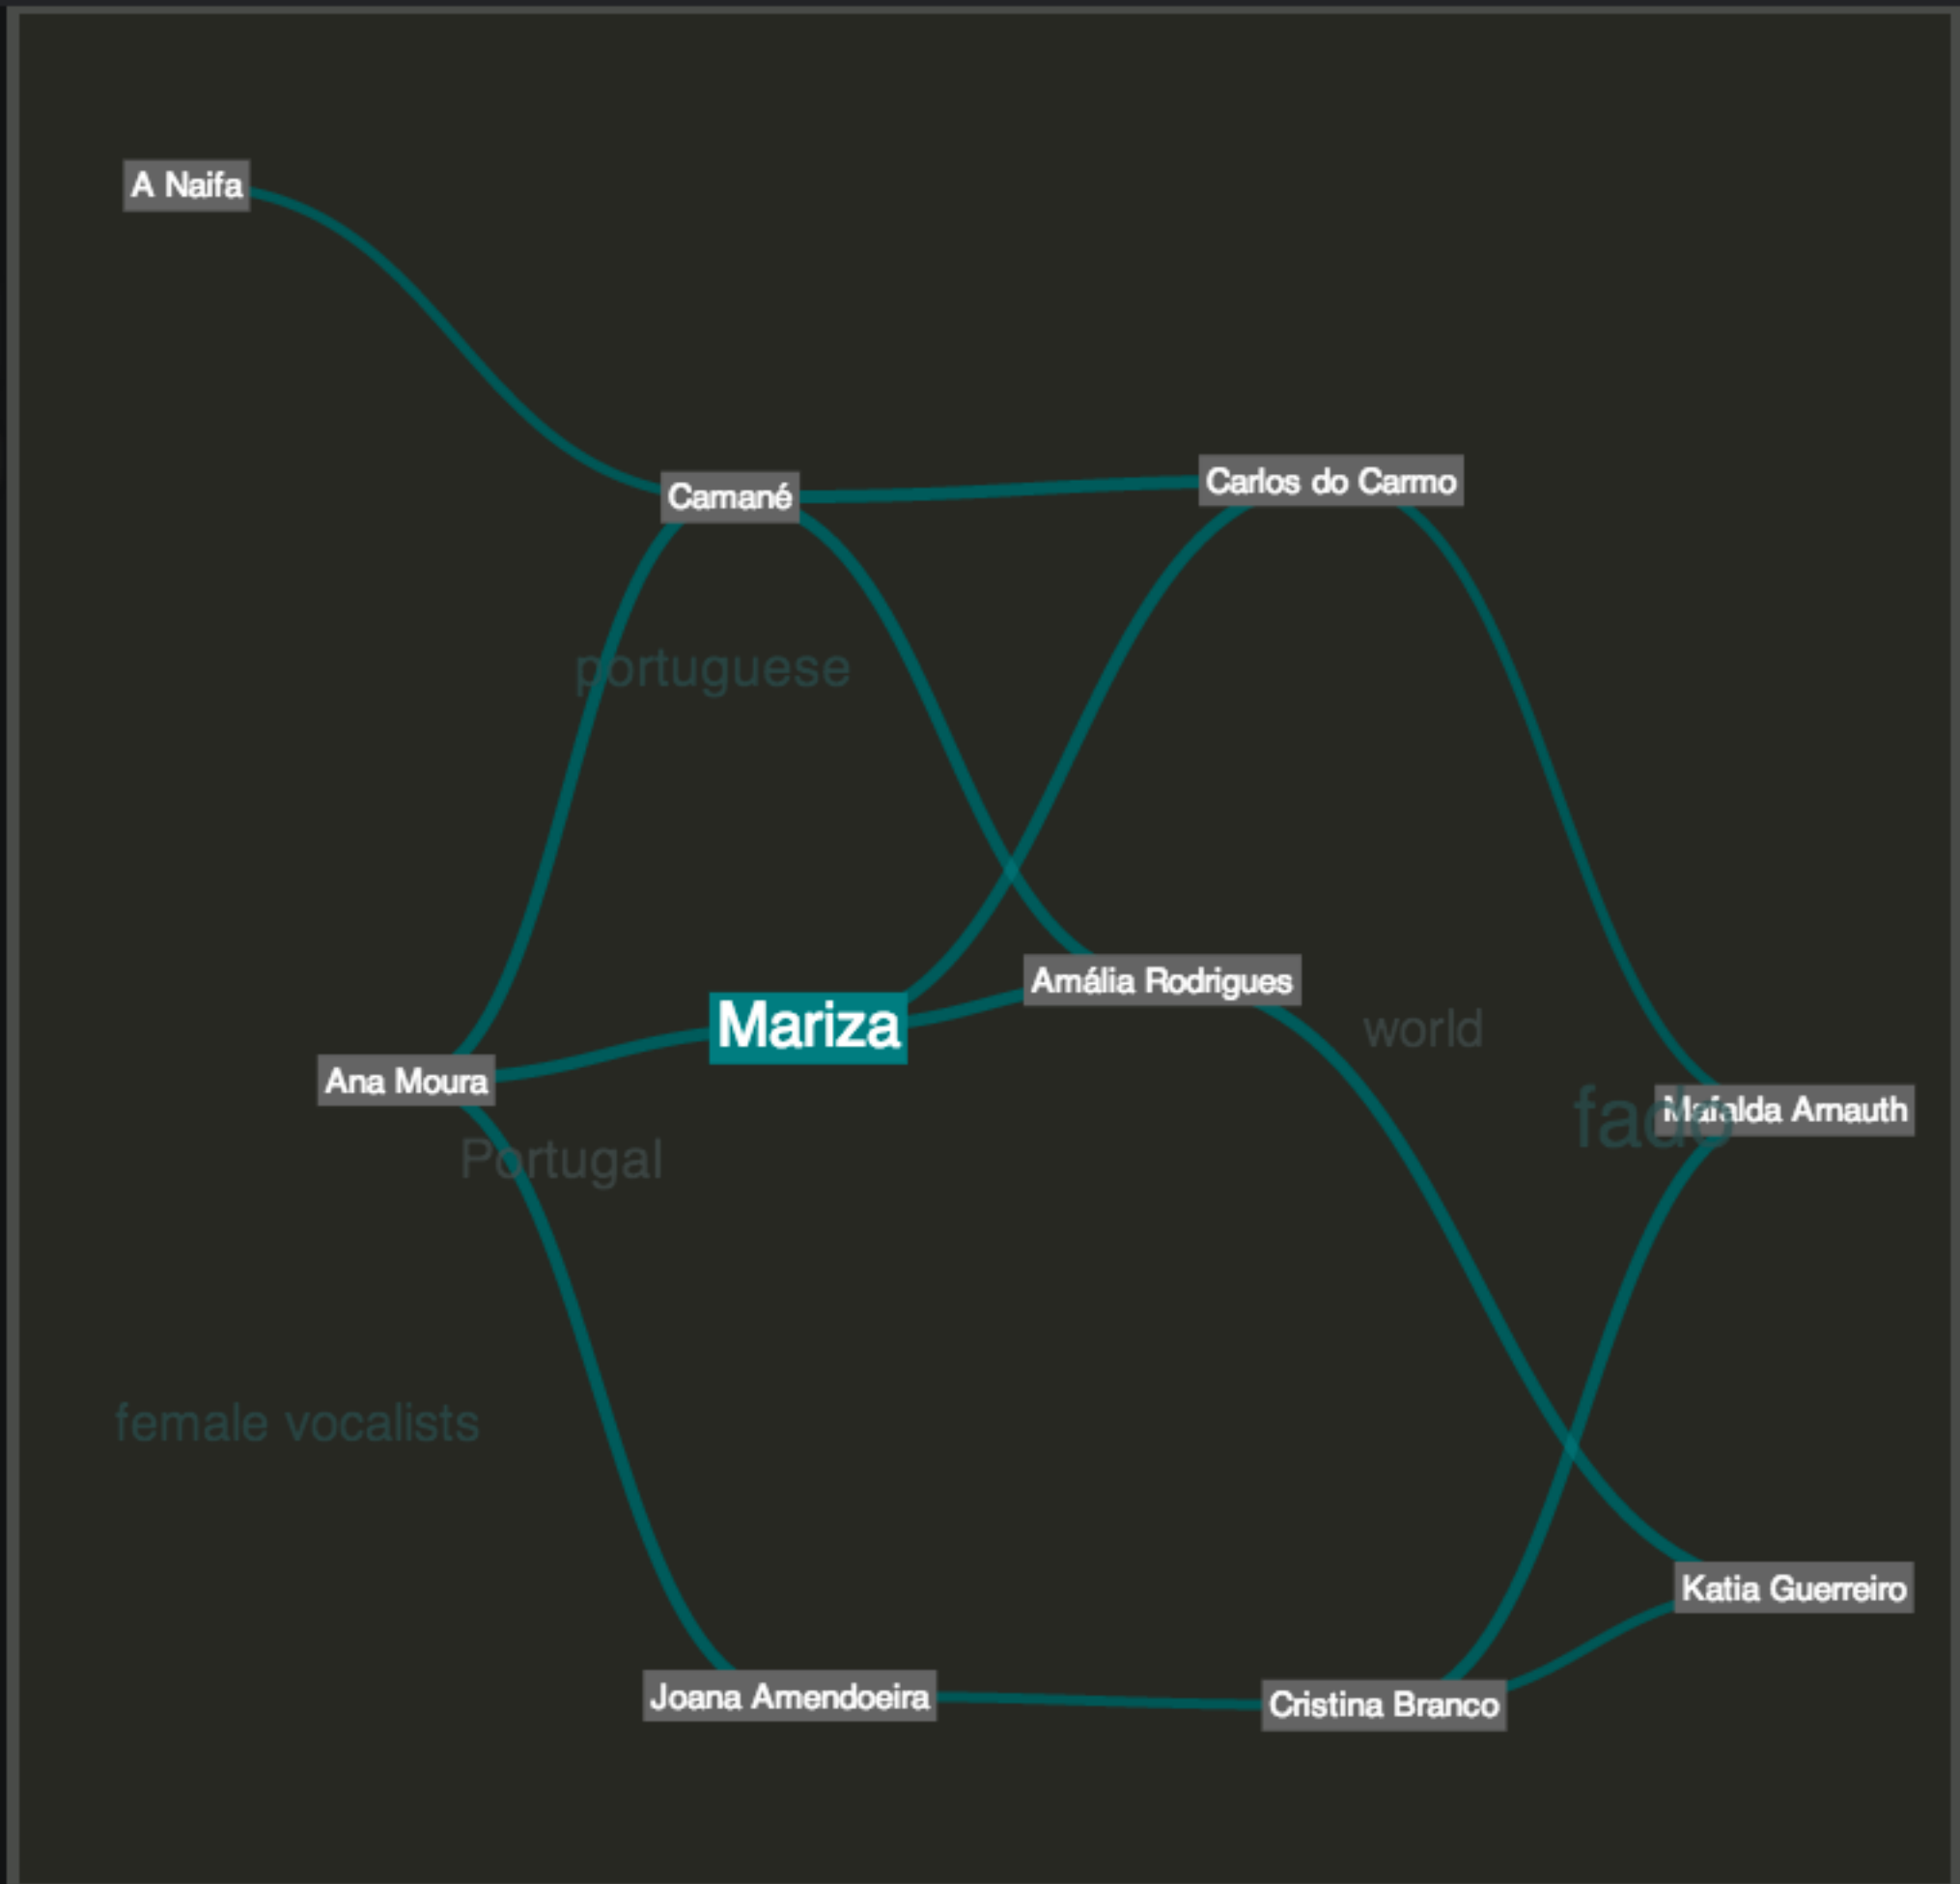 A Naifa
Camané
Carlos do Carmo
portuguese
Amália Rodrigues
Mariza
world
Ana Moura
Mafalda Arnauth
fado
Portugal
female vocalists
Katia Guerreiro
Joana Amendoeira
Cristina Branco